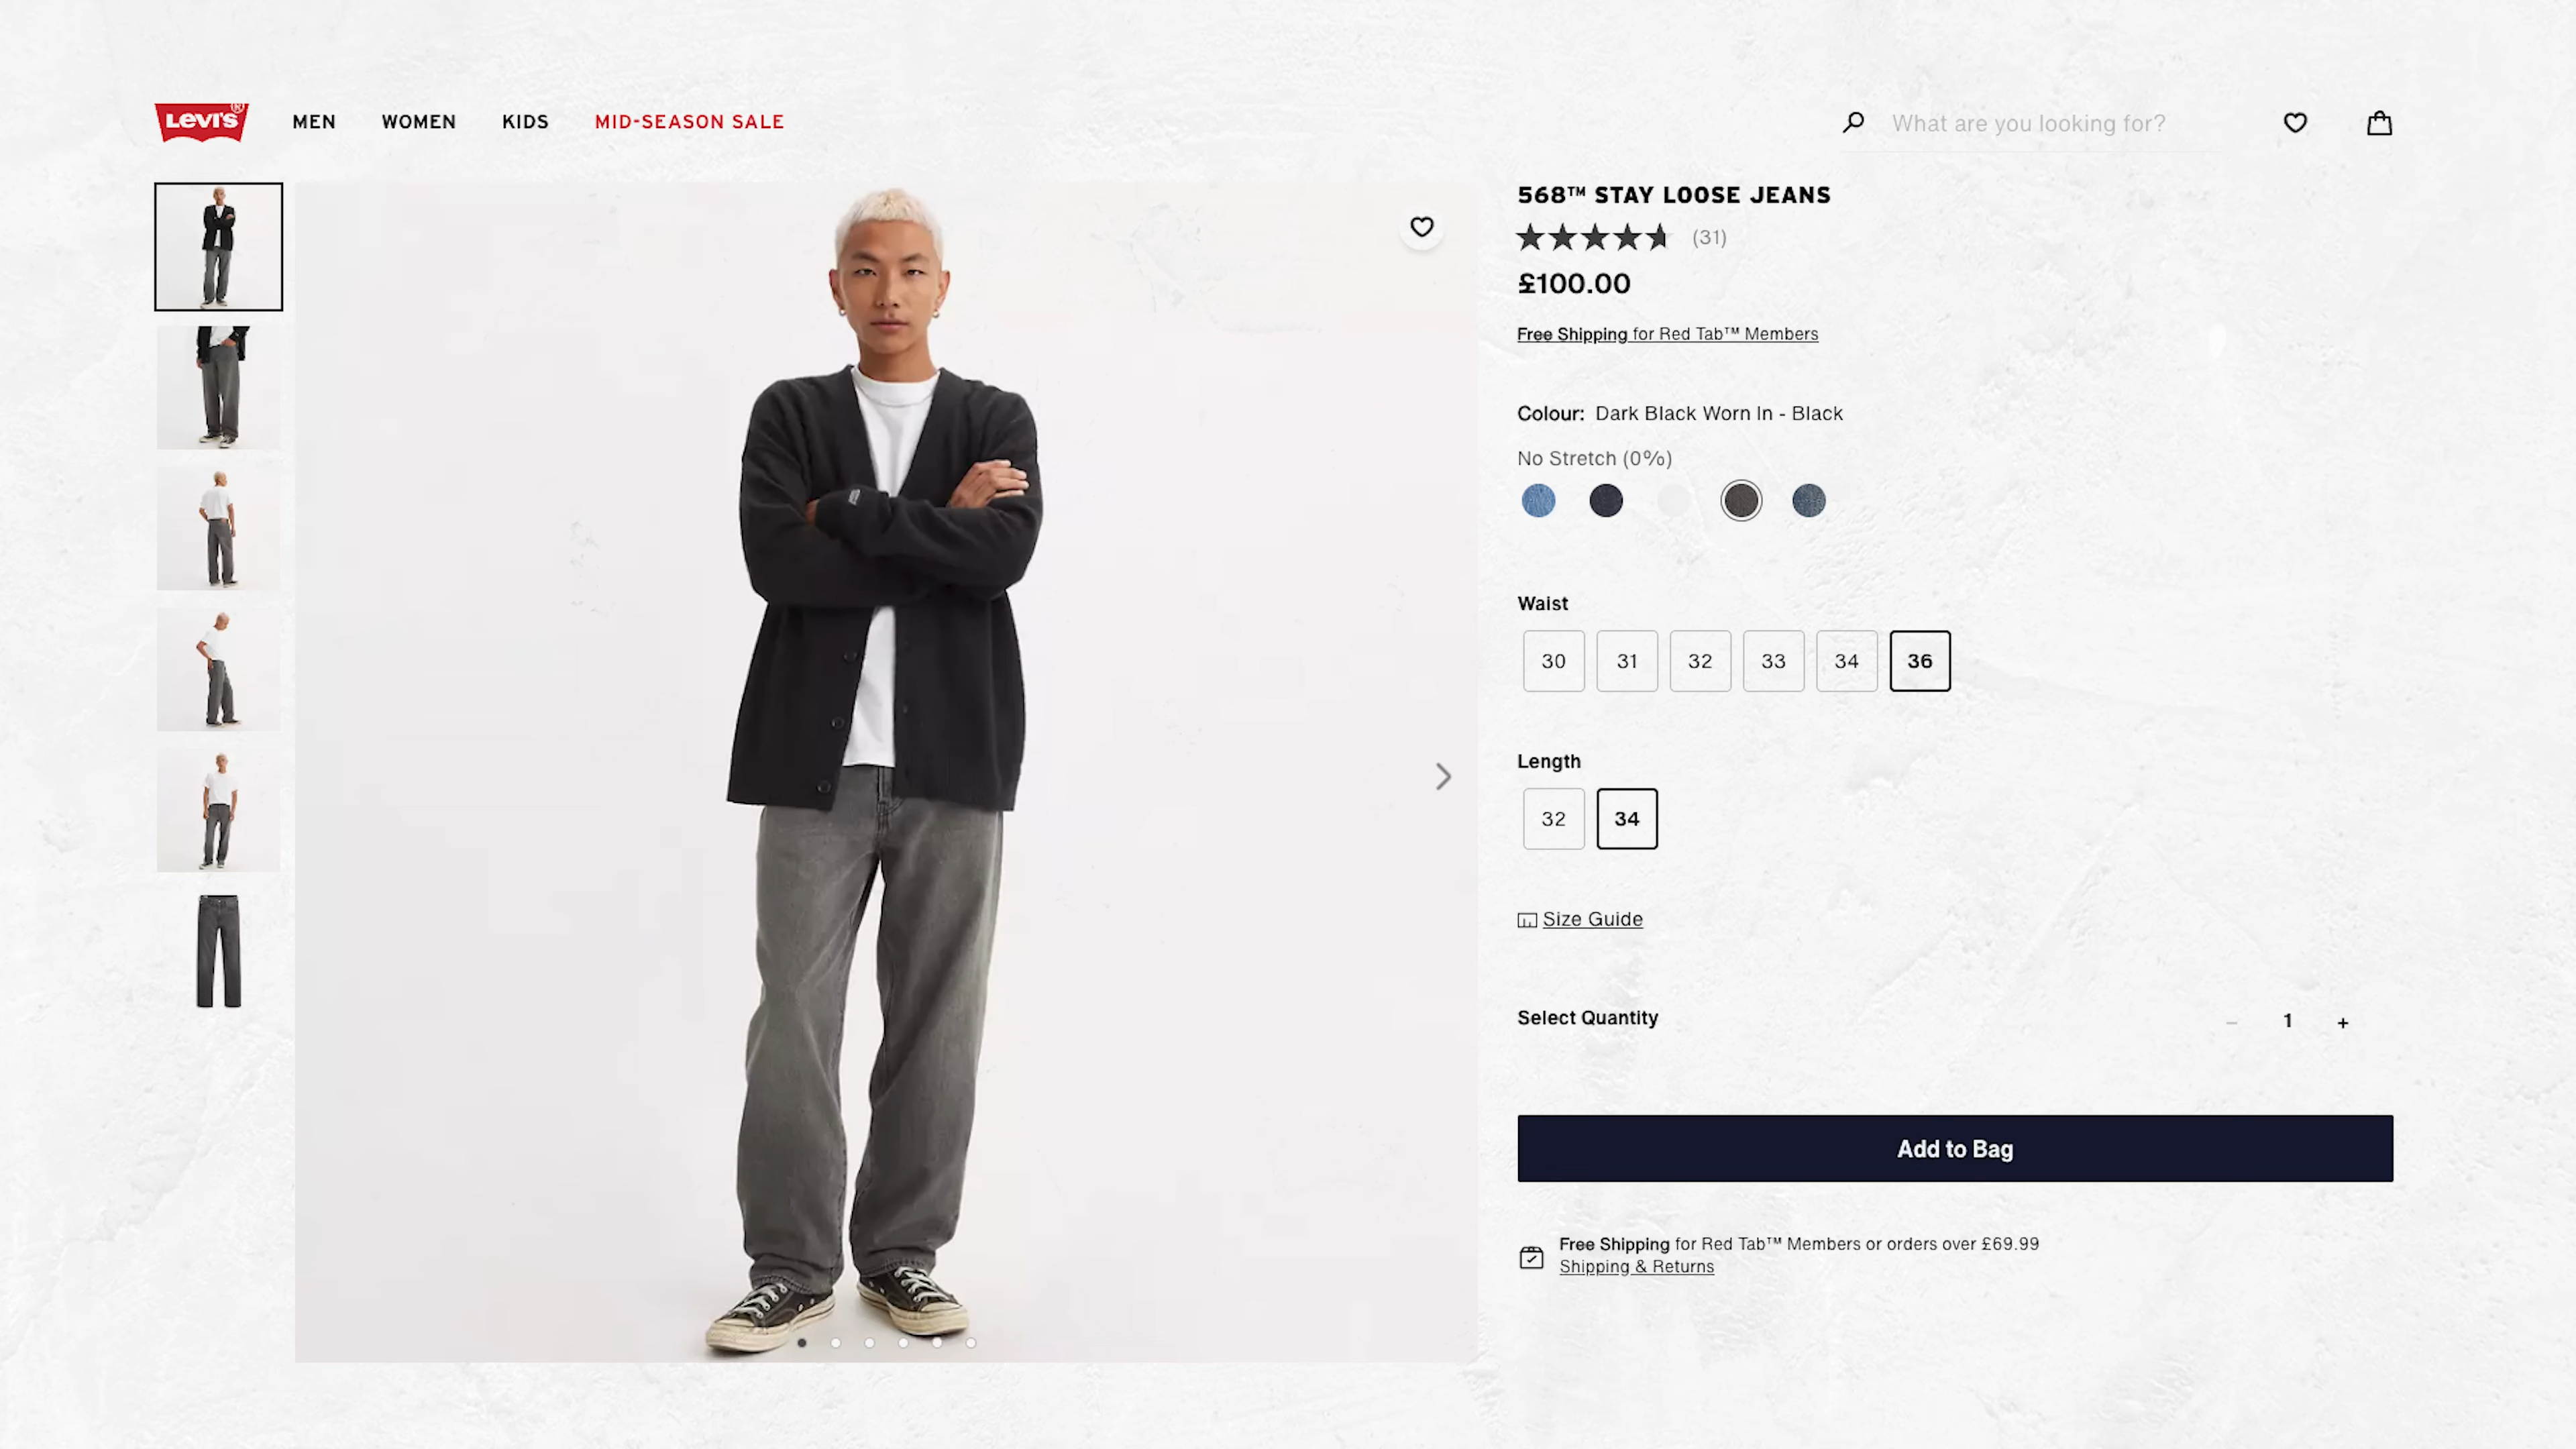 Levi's®
MEN WOMEN KIDS MID-SEASON SALE
What are you looking for?
568™ STAY LOOSE JEANS
(31)
£100.00
Free Shipping for Red Tab™ Members
Colour: Dark Black Worn In - Black
No Stretch (0%)
Waist
30 31 32 33 34 36
Length
32 34
Size Guide
Select Quantity
− 1 +
Add to Bag
Free Shipping for Red Tab™ Members or orders over £69.99
Shipping & Returns